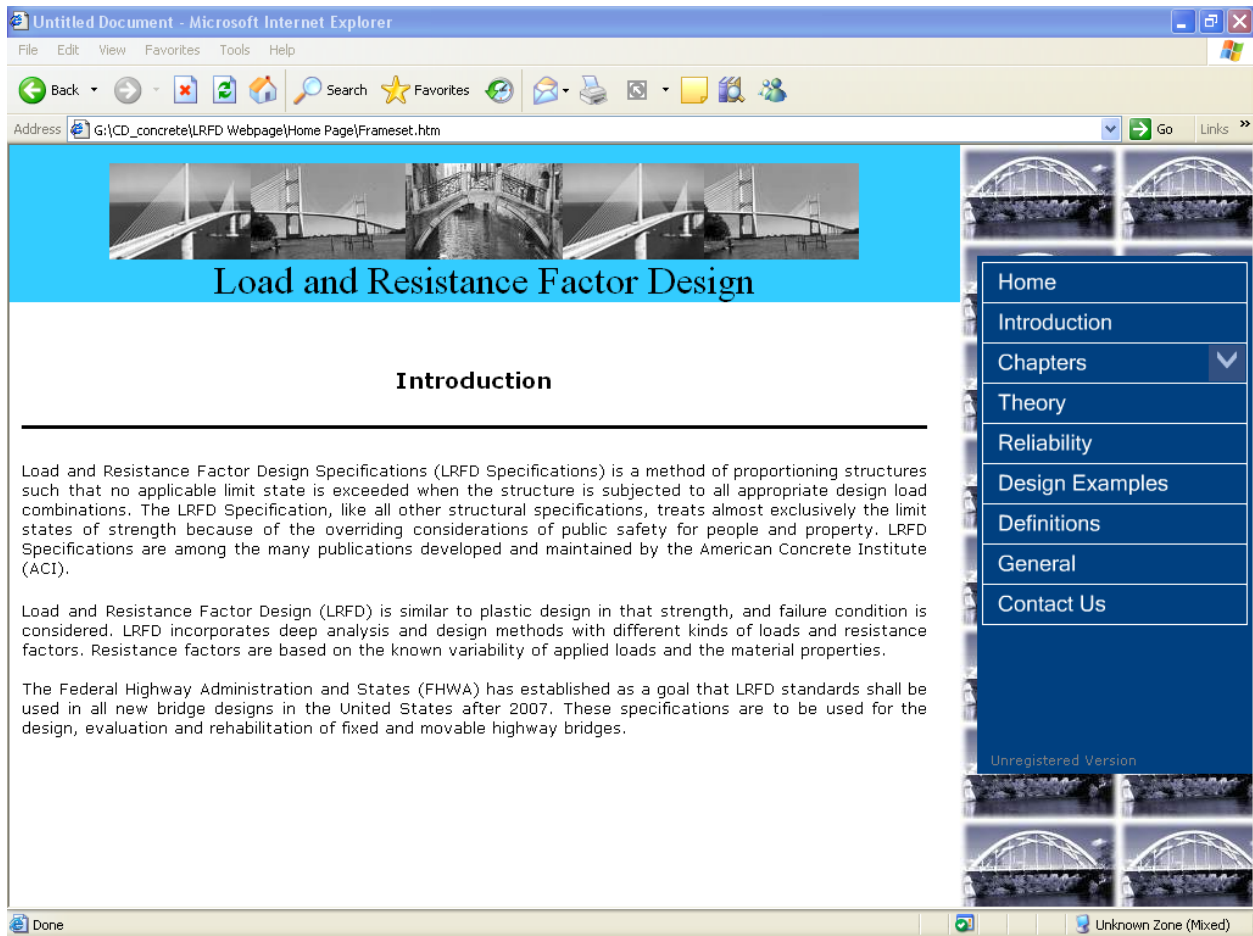 Untitled Document - Microsoft Internet Explorer
File Edit View Favorites Tools Help
Back Search Favorites
Address G:\CD_concrete\LRFD Webpage\Home Page\Frameset.htm Go Links »
Load and Resistance Factor Design
Introduction
Load and Resistance Factor Design Specifications (LRFD Specifications) is a method of proportioning structures
such that no applicable limit state is exceeded when the structure is subjected to all appropriate design load
combinations. The LRFD Specification, like all other structural specifications, treats almost exclusively the limit
states of strength because of the overriding considerations of public safety for people and property. LRFD
Specifications are among the many publications developed and maintained by the American Concrete Institute
(ACI).
Load and Resistance Factor Design (LRFD) is similar to plastic design in that strength, and failure condition is
considered. LRFD incorporates deep analysis and design methods with different kinds of loads and resistance
factors. Resistance factors are based on the known variability of applied loads and the material properties.
The Federal Highway Administration and States (FHWA) has established as a goal that LRFD standards shall be
used in all new bridge designs in the United States after 2007. These specifications are to be used for the
design, evaluation and rehabilitation of fixed and movable highway bridges.
Home
Introduction
Chapters
Theory
Reliability
Design Examples
Definitions
General
Contact Us
Unregistered Version
Done Unknown Zone (Mixed)